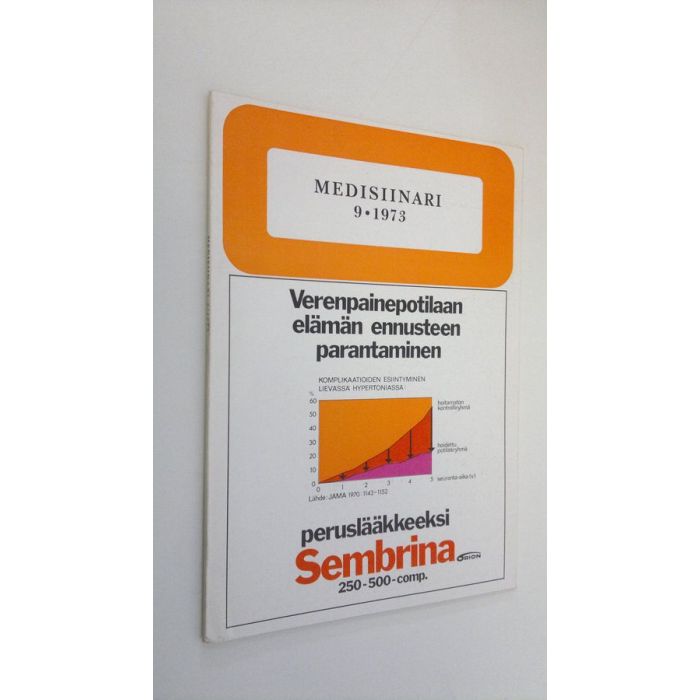 MEDISIINARI
9•1973
Verenpainepotilaan
elämän ennusteen
parantaminen
KOMPLIKAATIOIDEN ESIINTYMINEN
LIEVÄSSÄ HYPERTONIASSA
%
60
50
40
30
20
10
0
0 1 2 3 4 5 seuranta-aika (v)
hoitamaton
kontrolliryhmä
hoidettu
potilasryhmä
Lähde: JAMA 1970: 1143-1152
peruslääkkeeksi
Sembrina
ORION
250-500-comp.